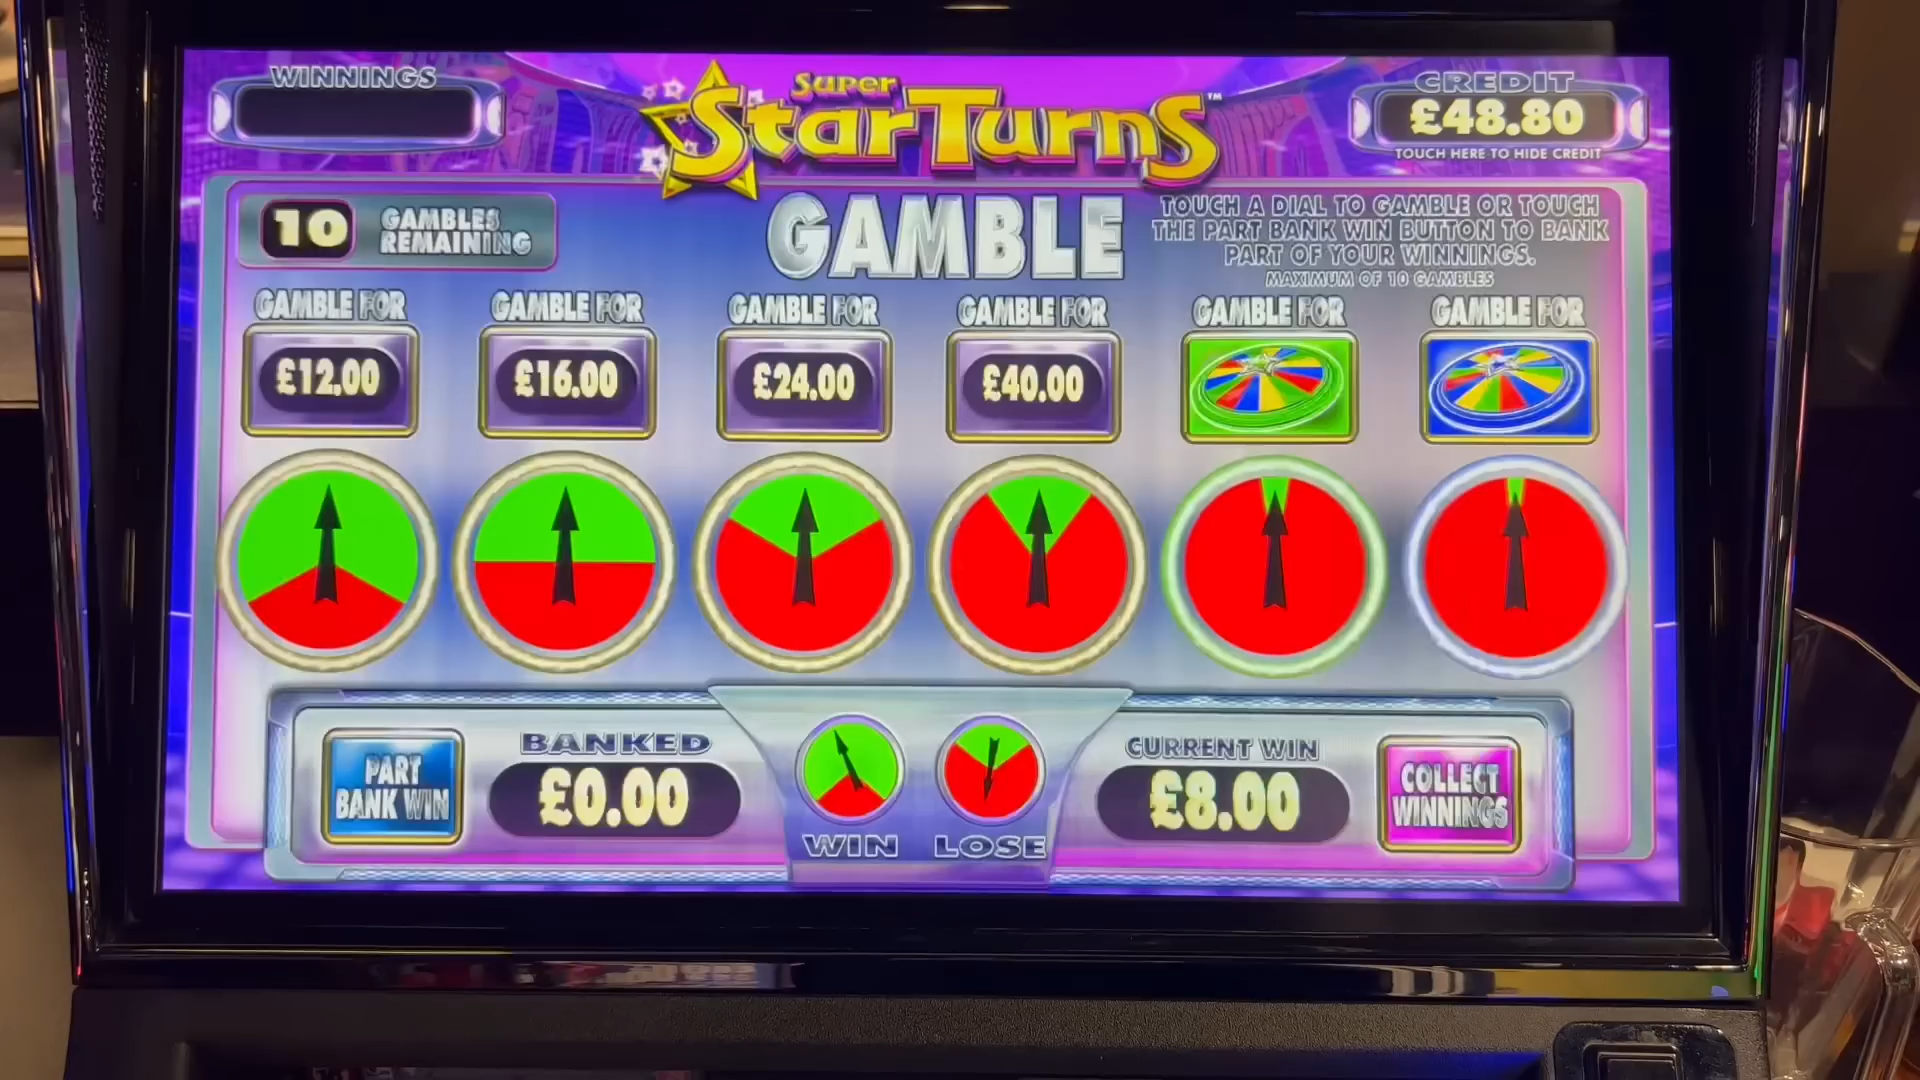 WINNINGS
Super
StarTurns™
CREDIT
£48.80
TOUCH HERE TO HIDE CREDIT
10
GAMBLES
REMAINING
GAMBLE
TOUCH A DIAL TO GAMBLE OR TOUCH
THE PART BANK WIN BUTTON TO BANK
PART OF YOUR WINNINGS.
MAXIMUM OF 10 GAMBLES
GAMBLE FOR
£12.00
GAMBLE FOR
£16.00
GAMBLE FOR
£24.00
GAMBLE FOR
£40.00
GAMBLE FOR
GAMBLE FOR
PART
BANK WIN
BANKED
£0.00
WIN
LOSE
CURRENT WIN
£8.00
COLLECT
WINNINGS